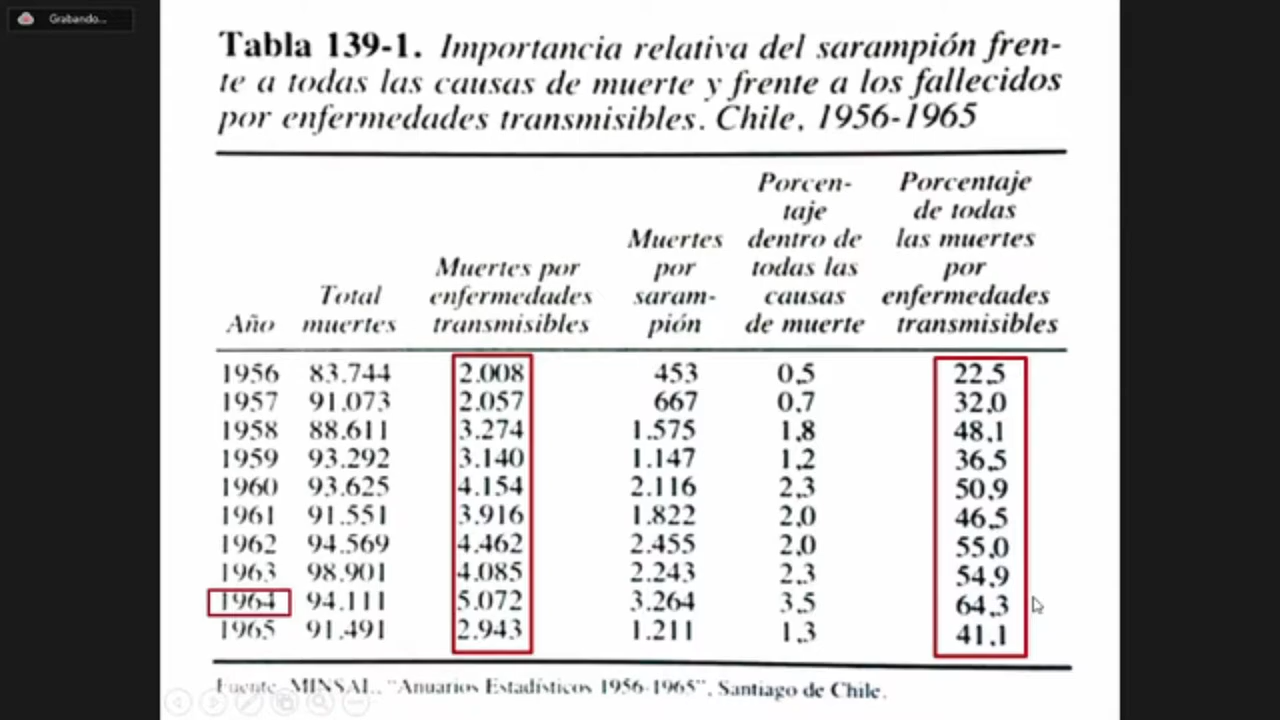 Grabando...
Tabla 139-1. Importancia relativa del sarampión fren-
te a todas las causas de muerte y frente a los fallecidos
por enfermedades transmisibles. Chile, 1956-1965
Porcen- Porcentaje
taje de todas
Muertes dentro de las muertes
Muertes por por todas las por
Total enfermedades saram- causas enfermedades
Año muertes transmisibles pión de muerte transmisibles
1956 83.744 2.008 453 0,5 22,5
1957 91.073 2.057 667 0,7 32,0
1958 88.611 3.274 1.575 1,8 48,1
1959 93.292 3.140 1.147 1,2 36,5
1960 93.625 4.154 2.116 2,3 50,9
1961 91.551 3.916 1.822 2,0 46,5
1962 94.569 4.462 2.455 2,0 55,0
1963 98.901 4.085 2.243 2,3 54,9
1964 94.111 5.072 3.264 3,5 64,3
1965 91.491 2.943 1.211 1,3 41,1
Fuente. MINSAL, "Anuarios Estadísticos 1956-1965", Santiago de Chile.